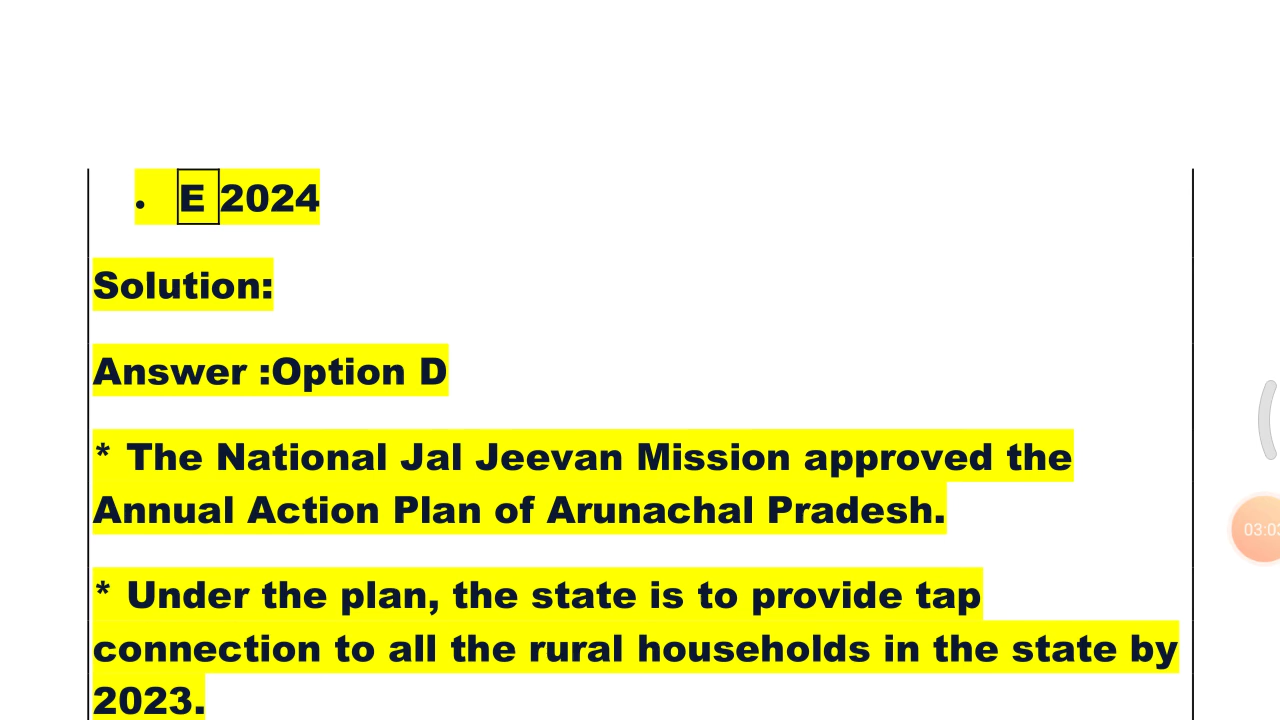 • E 2024
Solution:
Answer :Option D
* The National Jal Jeevan Mission approved the
Annual Action Plan of Arunachal Pradesh.
* Under the plan, the state is to provide tap
connection to all the rural households in the state by
2023.